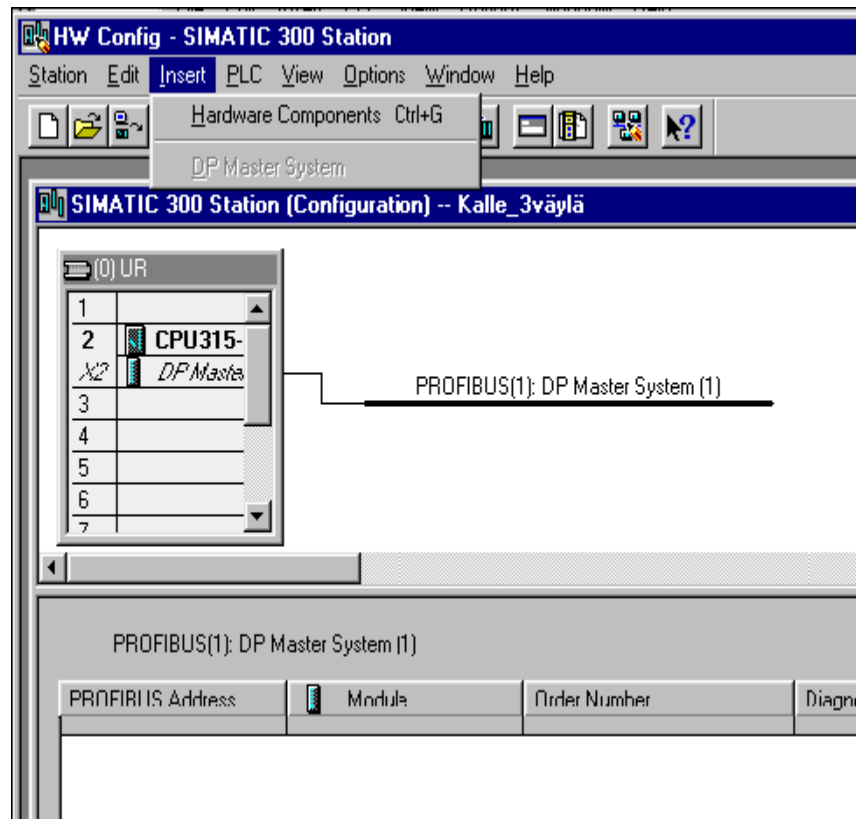 HW Config - SIMATIC 300 Station
Station Edit Insert PLC View Options Window Help
Hardware Components Ctrl+G
DP Master System
SIMATIC 300 Station (Configuration) -- Kalle_3väylä
(0) UR
1
2 CPU315-
X2 DP Maste
3
4
5
6
7
PROFIBUS(1): DP Master System (1)
PROFIBUS(1): DP Master System (1)
PROFIBUS Address Module Order Number Diagno